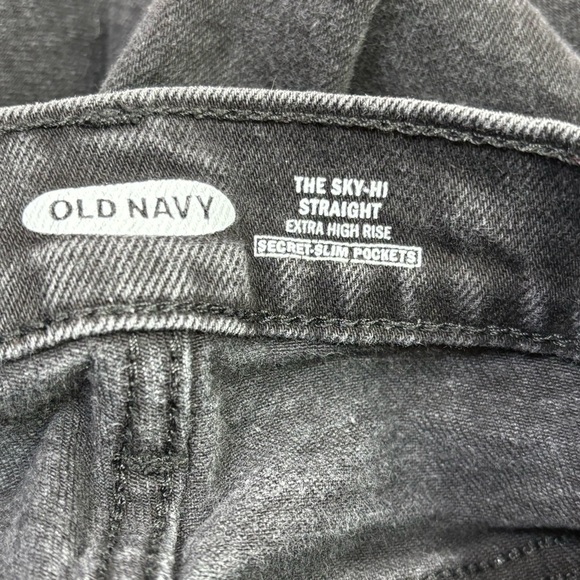 OLD NAVY
THE SKY-HI
STRAIGHT
EXTRA HIGH RISE
SECRET-SLIM POCKETS